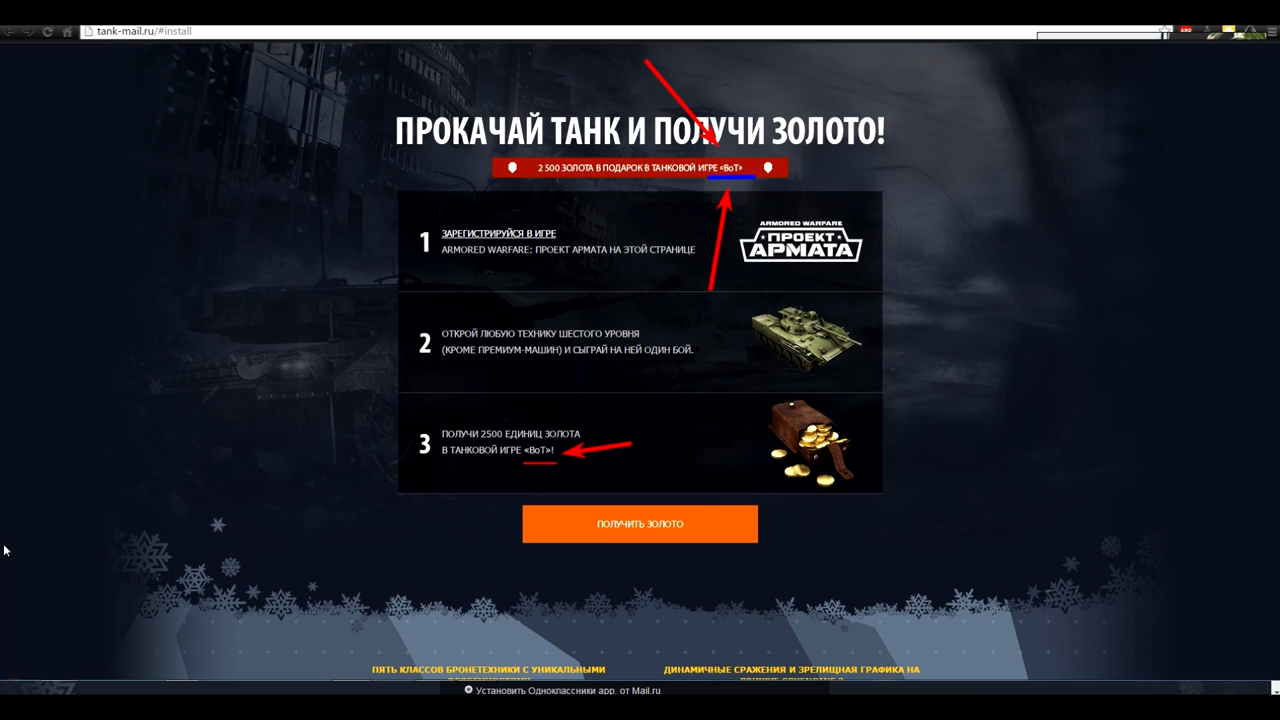 tank-mail.ru/#install
ПРОКАЧАЙ ТАНК И ПОЛУЧИ ЗОЛОТО!
2 500 ЗОЛОТА В ПОДАРОК В ТАНКОВОЙ ИГРЕ «ВоТ»
1
ЗАРЕГИСТРИРУЙСЯ В ИГРЕ
ARMORED WARFARE: ПРОЕКТ АРМАТА НА ЭТОЙ СТРАНИЦЕ
ARMORED WARFARE
ПРОЕКТ
АРМАТА
2
ОТКРОЙ ЛЮБУЮ ТЕХНИКУ ШЕСТОГО УРОВНЯ
(КРОМЕ ПРЕМИУМ-МАШИН) И СЫГРАЙ НА НЕЙ ОДИН БОЙ.
3
ПОЛУЧИ 2500 ЕДИНИЦ ЗОЛОТА
В ТАНКОВОЙ ИГРЕ «ВоТ»!
ПОЛУЧИТЬ ЗОЛОТО
ПЯТЬ КЛАССОВ БРОНЕТЕХНИКИ С УНИКАЛЬНЫМИ
ДИНАМИЧНЫЕ СРАЖЕНИЯ И ЗРЕЛИЩНАЯ ГРАФИКА НА
Установить Одноклассники app. от Mail.ru